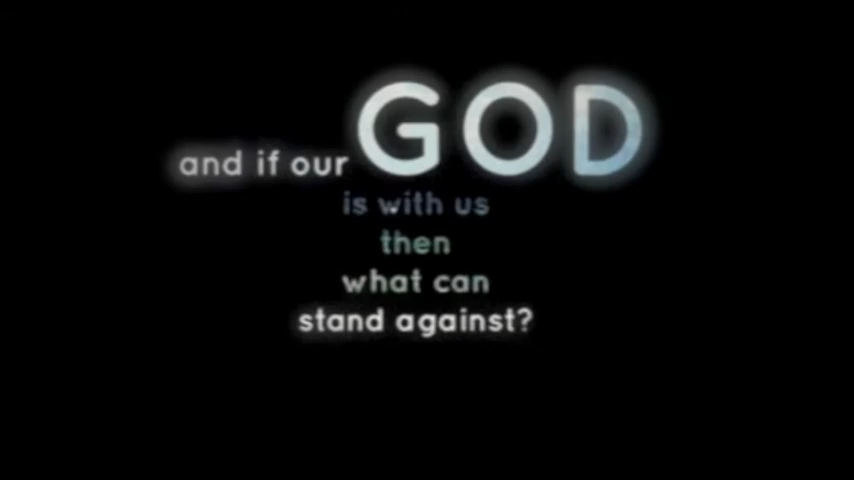 and if our GOD
is with us
then
what can
stand against?